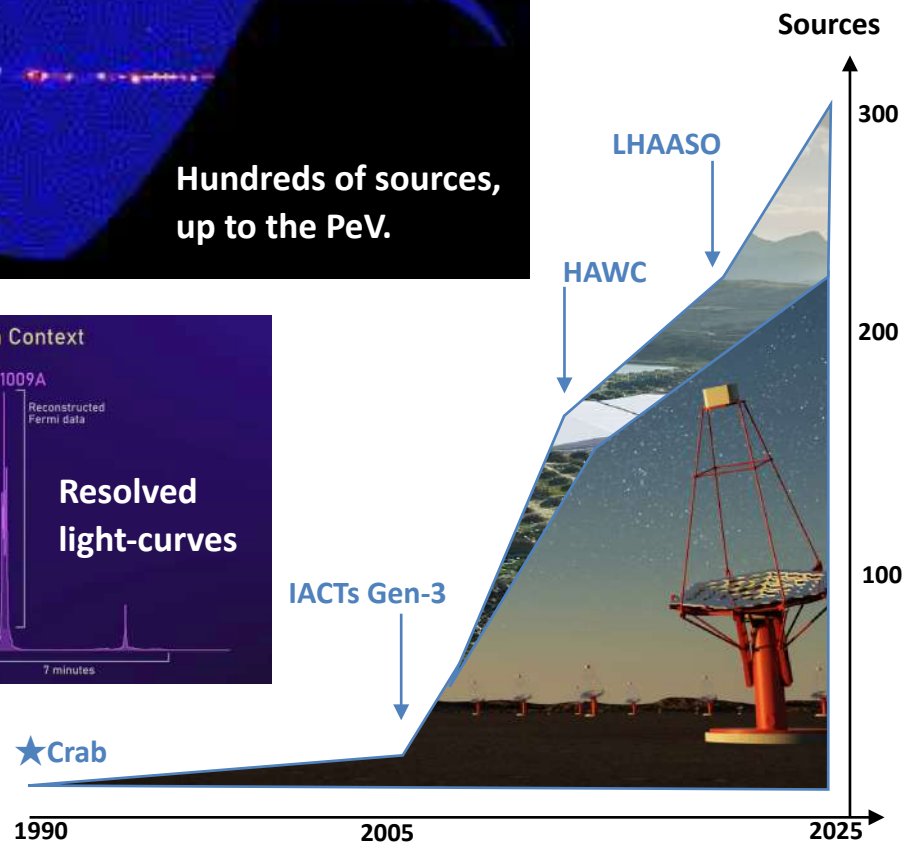 Sources
300
LHAASO
Hundreds of sources,
up to the PeV.
HAWC
Context
200
1009A
Reconstructed
Fermi data
Resolved
light-curves
100
IACTs Gen-3
7 minutes
★Crab
1990
2005
2025